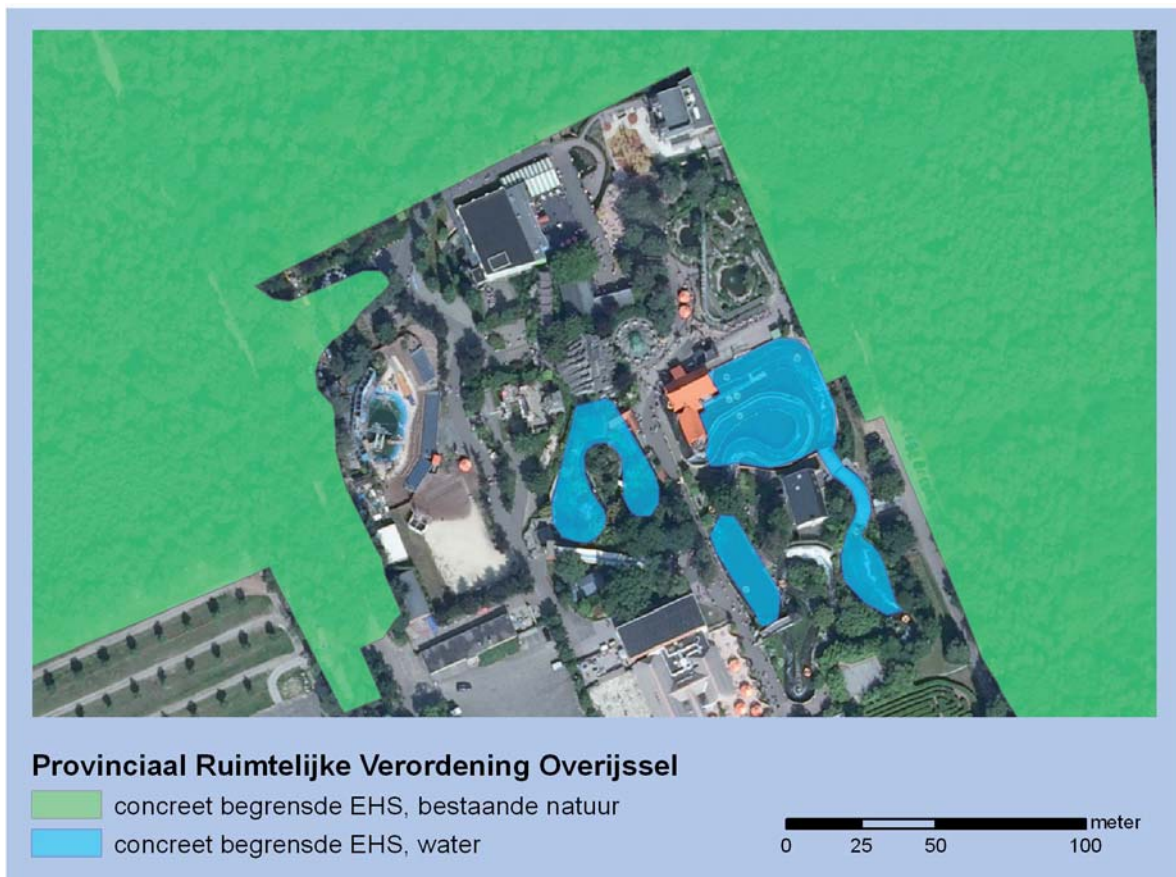 Provinciaal Ruimtelijke Verordening Overijssel
concreet begrensde EHS, bestaande natuur
concreet begrensde EHS, water
meter
0 25 50 100